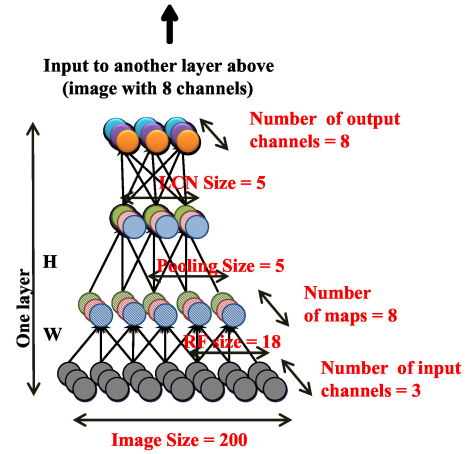 Input to another layer above
(image with 8 channels)
Number of output
channels = 8
LCN Size = 5
H
Pooling Size = 5
Number
of maps = 8
One layer
W
RF size = 18
Number of input
channels = 3
Image Size = 200